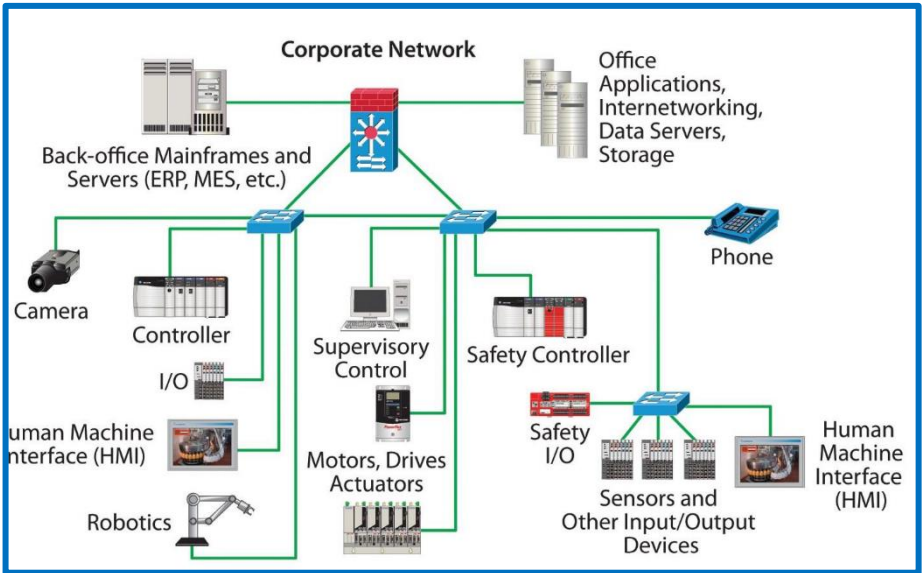 Corporate Network
Office
Applications,
Internetworking,
Data Servers,
Storage
Back-office Mainframes and
Servers (ERP, MES, etc.)
Phone
Camera
Controller
Supervisory
Control
Safety Controller
I/O
uman Machine
nterface (HMI)
Motors, Drives
Actuators
Safety
I/O
Human
Machine
Interface
(HMI)
Sensors and
Other Input/Output
Devices
Robotics